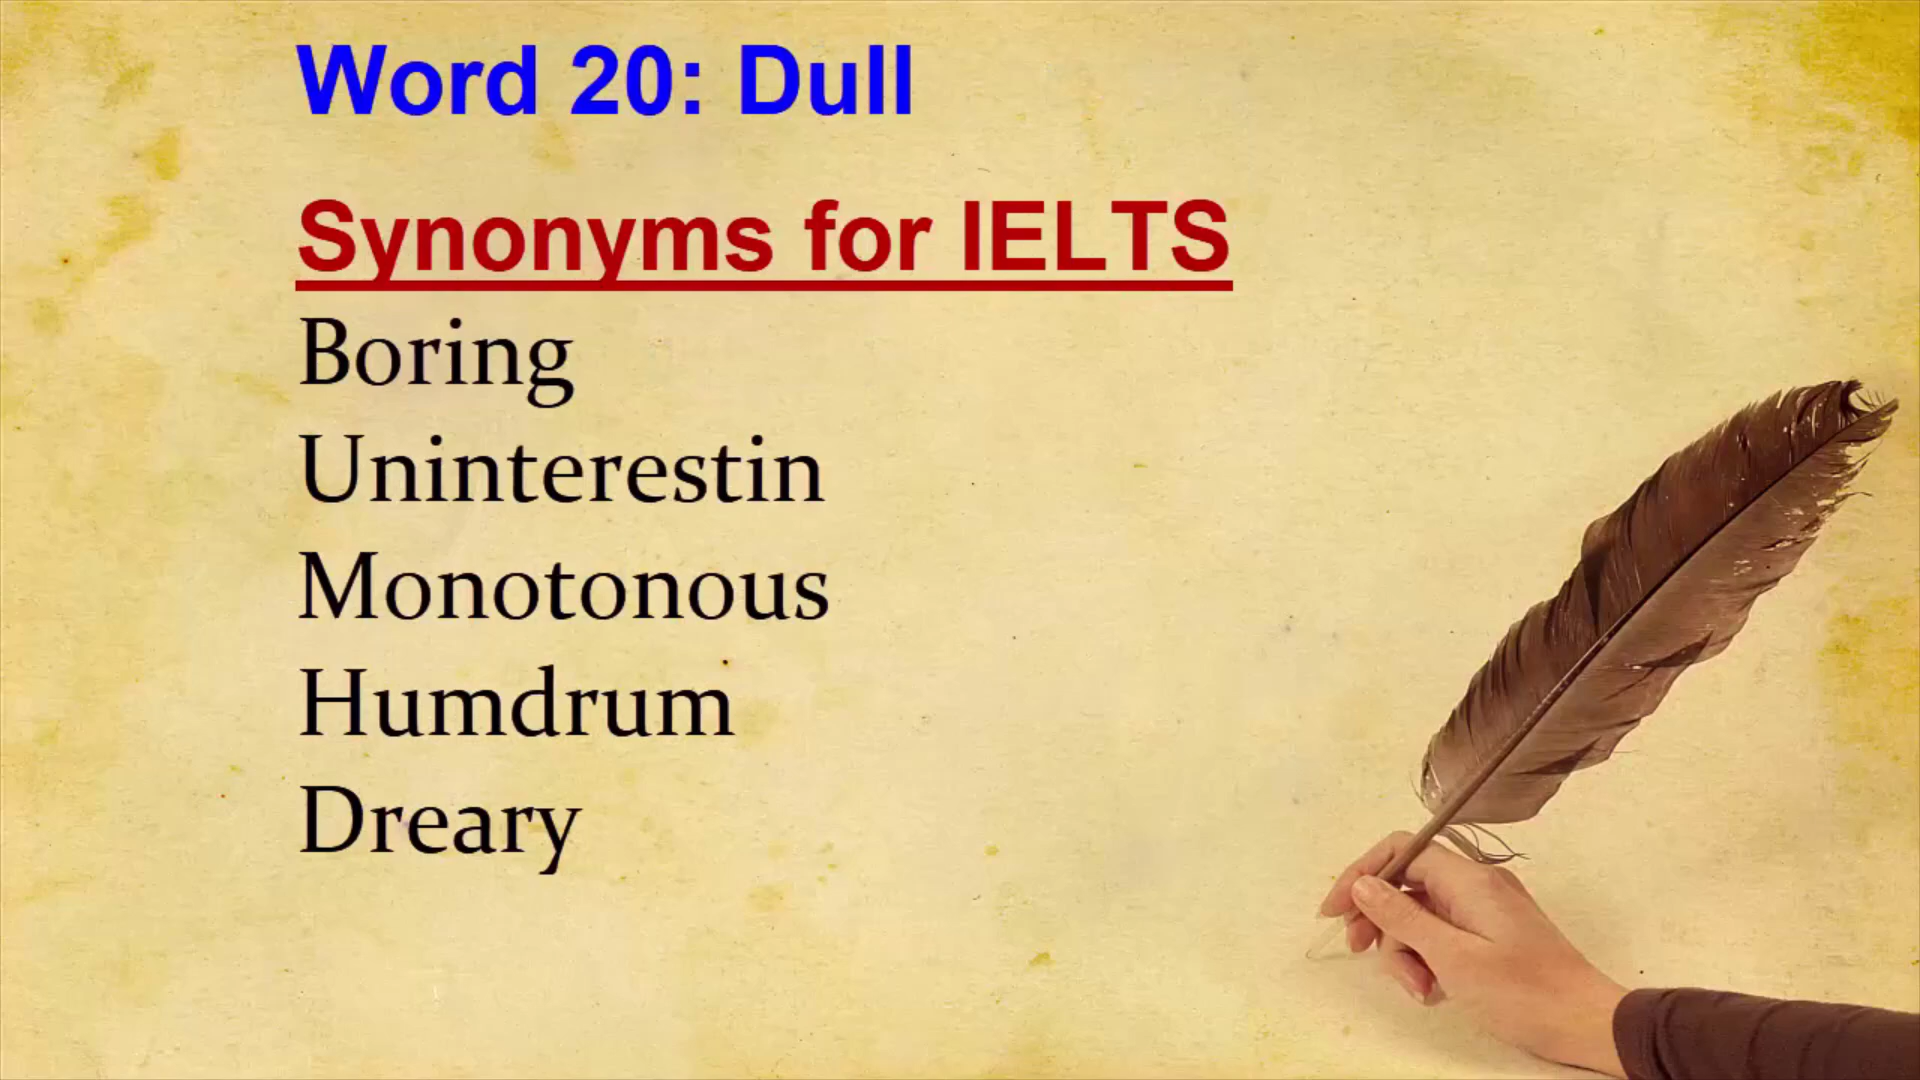 Word 20: Dull
Synonyms for IELTS
Boring
Uninterestin
Monotonous
Humdrum
Dreary